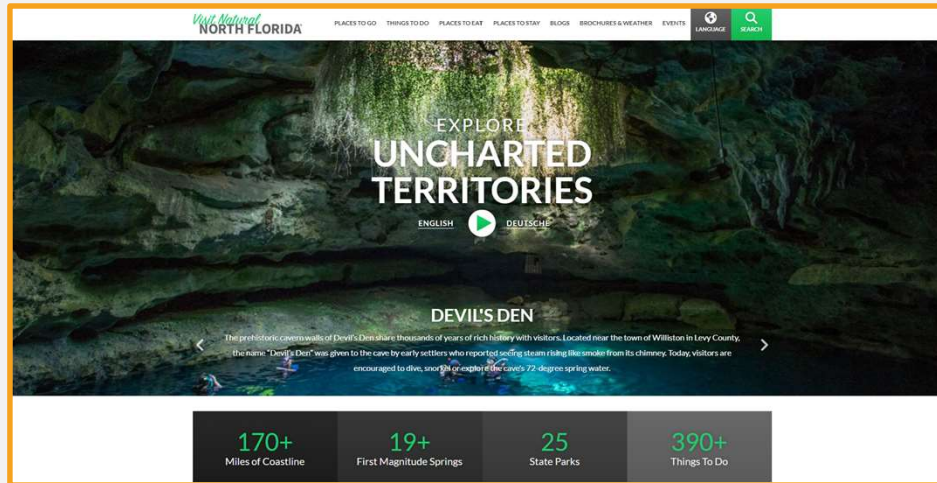 Visit Natural
NORTH FLORIDA
PLACES TO GO THINGS TO DO PLACES TO EAT PLACES TO STAY BLOGS BROCHURES & WEATHER EVENTS LANGUAGE SEARCH
EXPLORE
UNCHARTED
TERRITORIES
ENGLISH DEUTSCHE
DEVIL'S DEN
The prehistoric cavern walls of Devil's Den share thousands of years of rich history with visitors. Located near the town of Williston in Levy County,
the name "Devil's Den" was given to the cave by early settlers who reported seeing steam rising like smoke from its chimney. Today, visitors are
encouraged to dive, snorkel or explore the cave's 72-degree spring water.
170+ 19+ 25 390+
Miles of Coastline First Magnitude Springs State Parks Things To Do